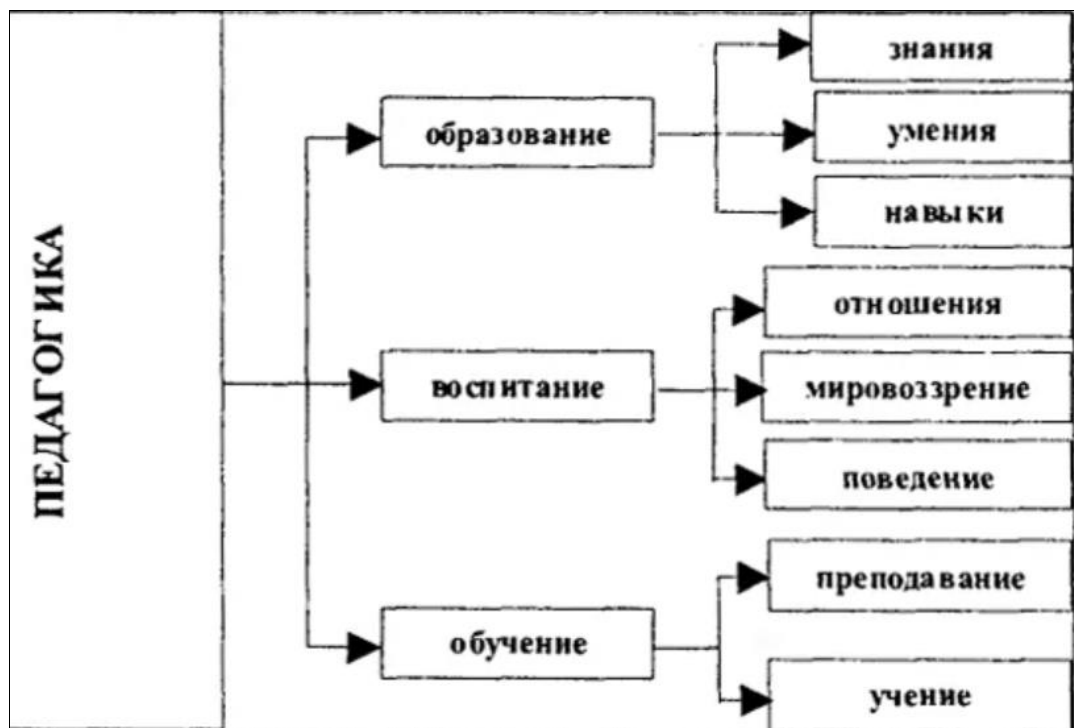 ПЕДАГОГИКА
образование
знания
умения
навыки
воспитание
отношения
мировоззрение
поведение
обучение
преподавание
учение